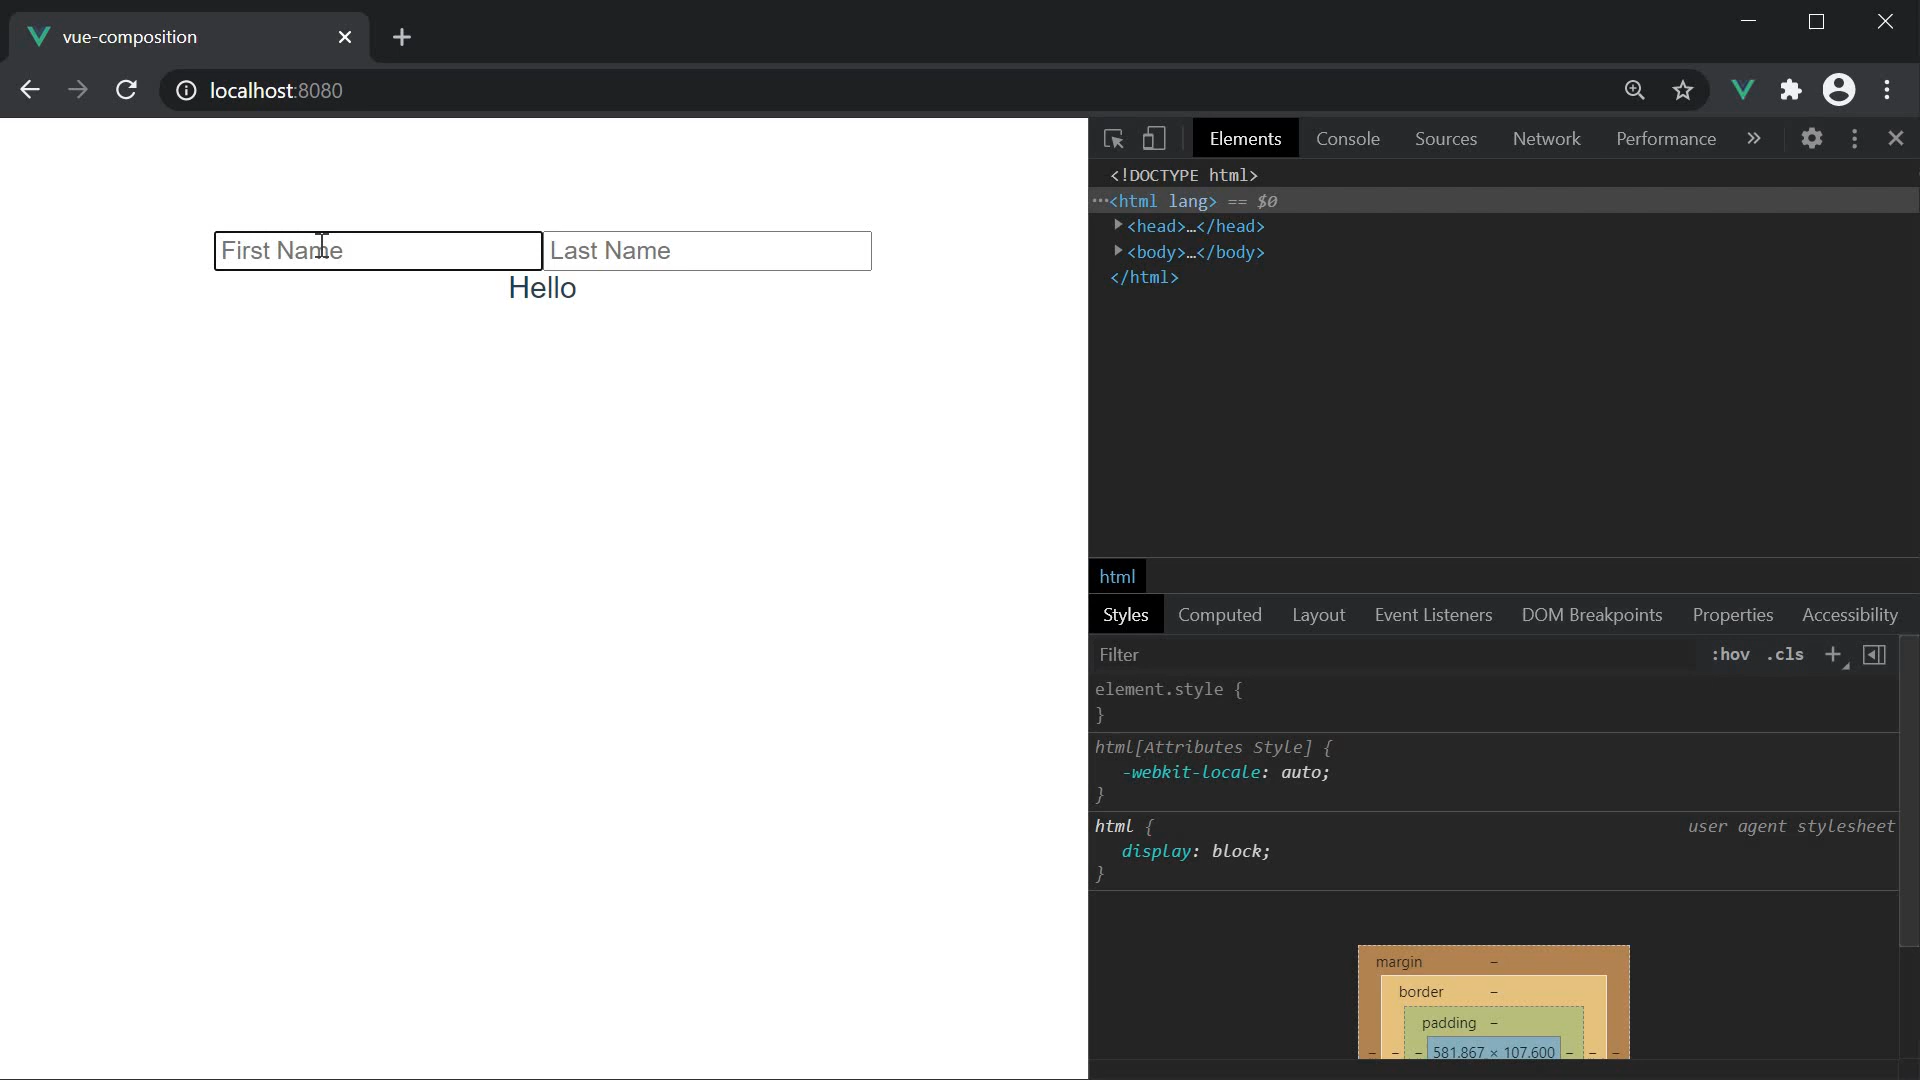 vue-composition
localhost:8080
First Name Last Name
Hello
Elements Console Sources Network Performance »
<!DOCTYPE html>
…<html lang> == $0
<head>…</head>
<body>…</body>
</html>
html
Styles Computed Layout Event Listeners DOM Breakpoints Properties Accessibility
Filter :hov .cls +
element.style {
}
html[Attributes Style] {
-webkit-locale: auto;
}
html { user agent stylesheet
display: block;
}
margin –
border –
padding –
– – – 581.867 × 107.600 – – –